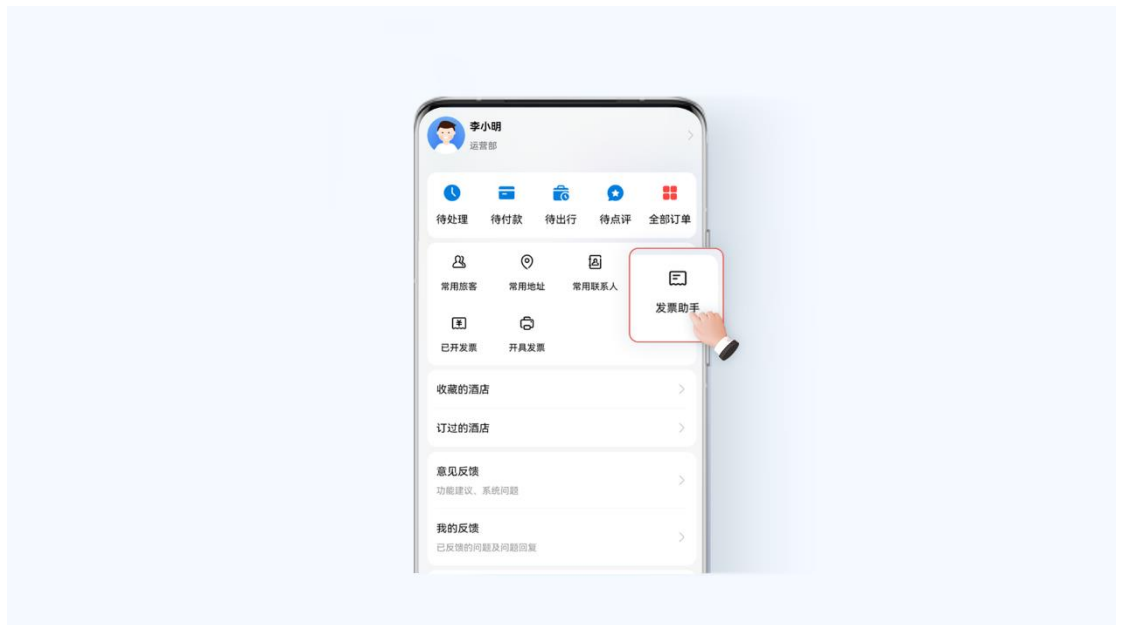 李小明
运营部
待处理 待付款 待出行 待点评 全部订单
常用旅客 常用地址 常用联系人 发票助手
已开发票 开具发票
收藏的酒店
订过的酒店
意见反馈
功能建议、系统问题
我的反馈
已反馈的问题及问题回复